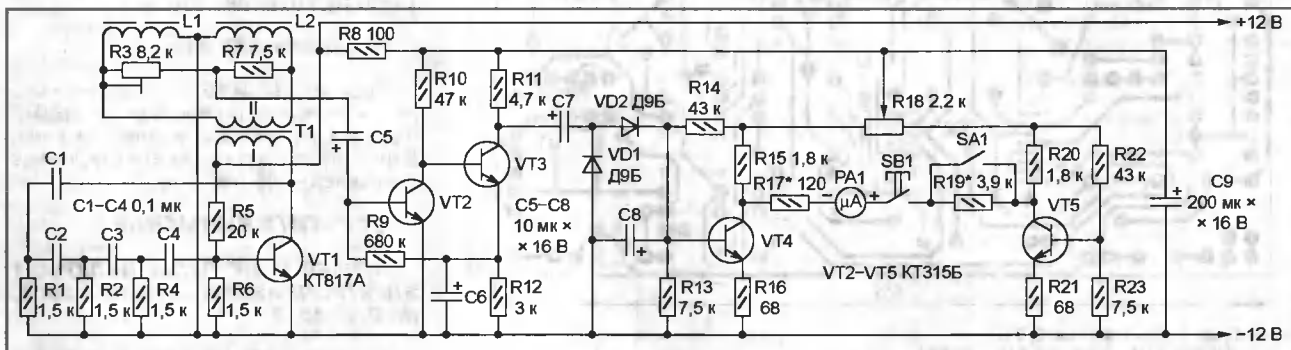 L1
L2
+12 В
R3 8,2 к
R7 7,5 к
R8 100
R10
47 к
R11
4,7 к
C7
+
VD2 Д9Б
R14
43 к
R18 2,2 к
T1
C5
+
VT3
VD1
Д9Б
R15 1,8 к
SA1
R20
1,8 к
R22
43 к
C1
C1–C4 0,1 мк
VT2
SB1
R17* 120
PA1
– μA +
R19* 3,9 к
C9
+
200 мк ×
× 16 В
R5
20 к
C5–C8
10 мк ×
× 16 В
C8
+
VT5
C2
C3
C4
R9
680 к
VT4
VT1
КТ817А
VT2–VT5 КТ315Б
+
C6
R1
1,5 к
R2
1,5 к
R4
1,5 к
R6
1,5 к
R12
3 к
R13
7,5 к
R16
68
R21
68
R23
7,5 к
–12 В